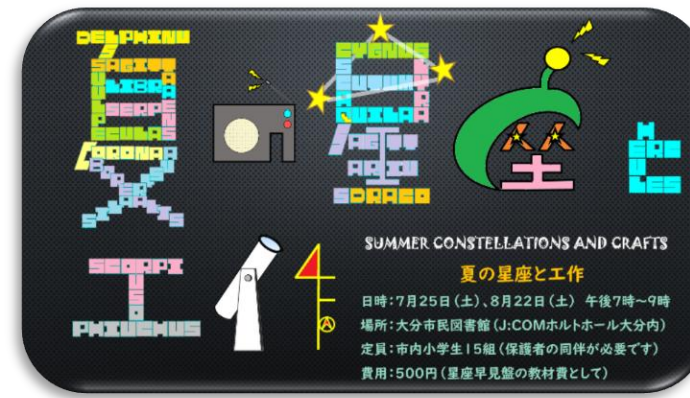 DELPHINUS
SAGITTA
LIBRA
SERPENS
VULPECULA
CORONA
BOREALIS
CYGNUS
SCUTUM
AQUILA
LYRA
SAGITTARIUS
DRACO
HERCULES
SCORPIUS
OPHIUCHUS
SUMMER CONSTELLATIONS AND CRAFTS
夏の星座と工作
日時:7月25日(土)、8月22日(土) 午後7時~9時
場所:大分市民図書館(J:COMホルトホール大分内)
定員:市内小学生15組(保護者の同伴が必要です)
費用:500円(星座早見盤の教材費として)